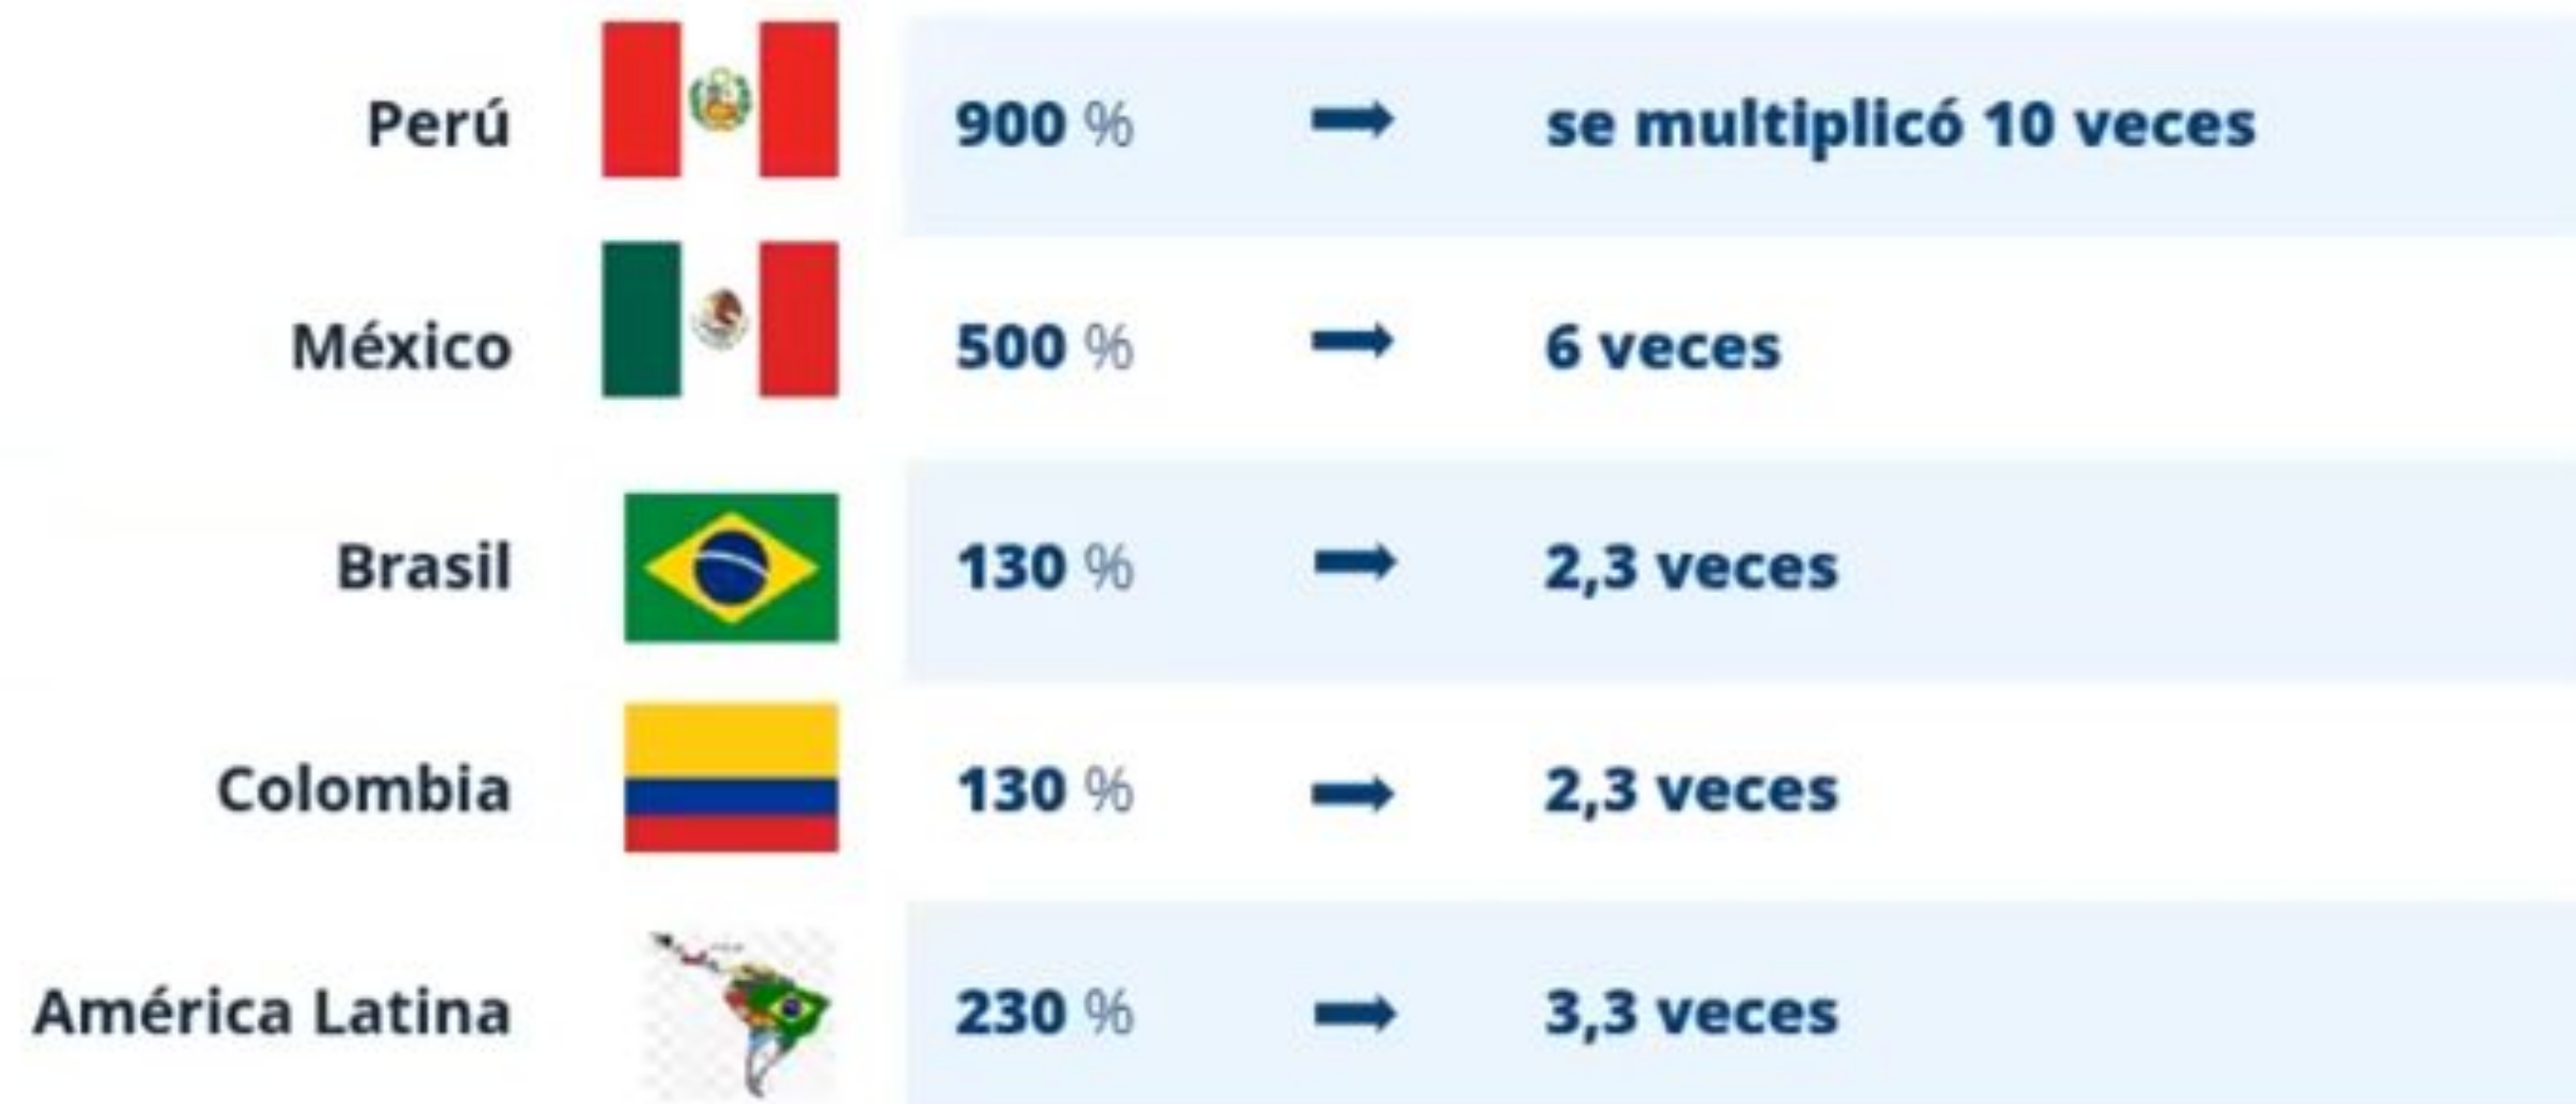 Perú 900 % se multiplicó 10 veces
México 500 % 6 veces
Brasil 130 % 2,3 veces
Colombia 130 % 2,3 veces
América Latina 230 % 3,3 veces